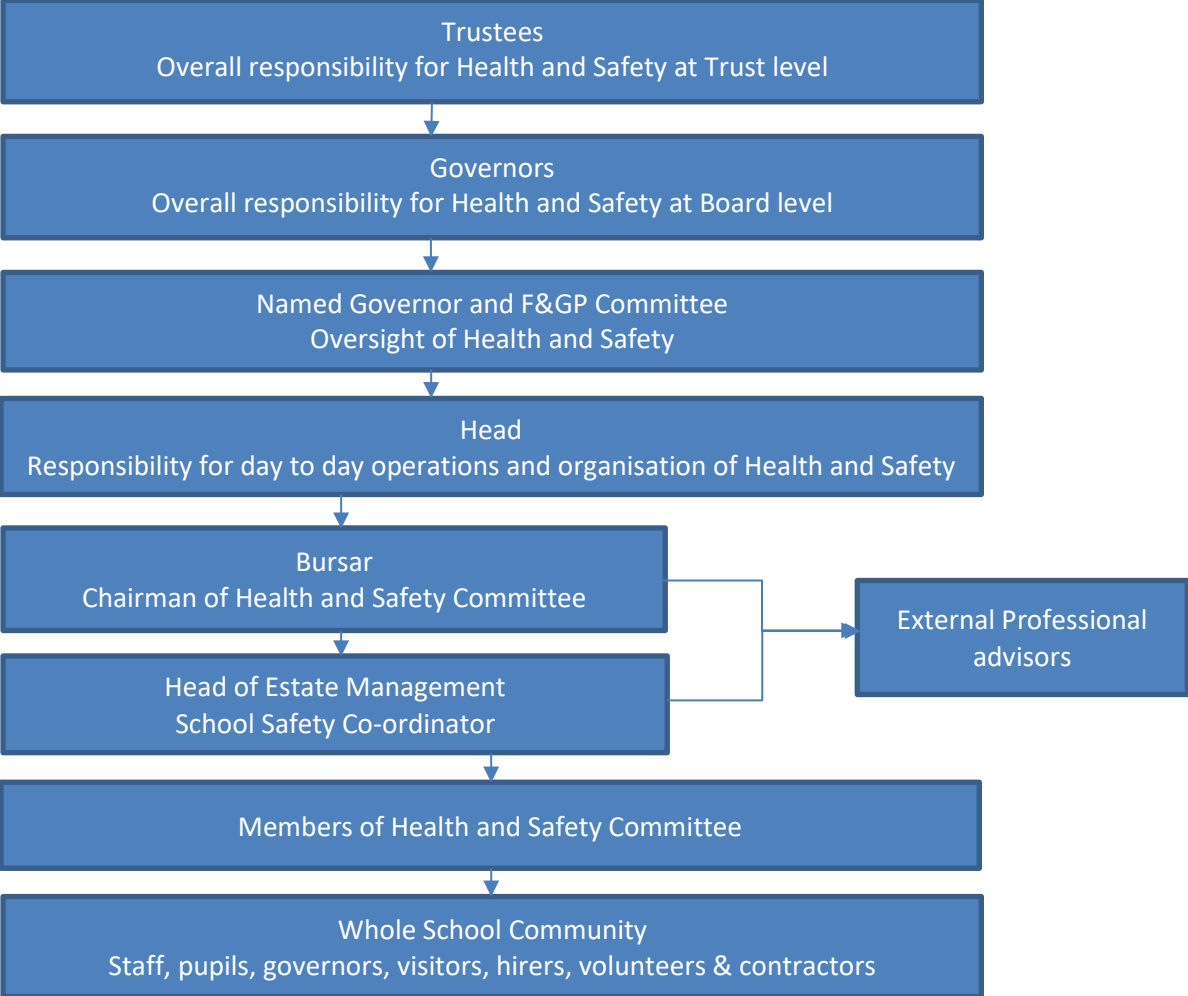 Trustees
Overall responsibility for Health and Safety at Trust level
Governors
Overall responsibility for Health and Safety at Board level
Named Governor and F&GP Committee
Oversight of Health and Safety
Head
Responsibility for day to day operations and organisation of Health and Safety
Bursar
Chairman of Health and Safety Committee
External Professional
advisors
Head of Estate Management
School Safety Co-ordinator
Members of Health and Safety Committee
Whole School Community
Staff, pupils, governors, visitors, hirers, volunteers & contractors